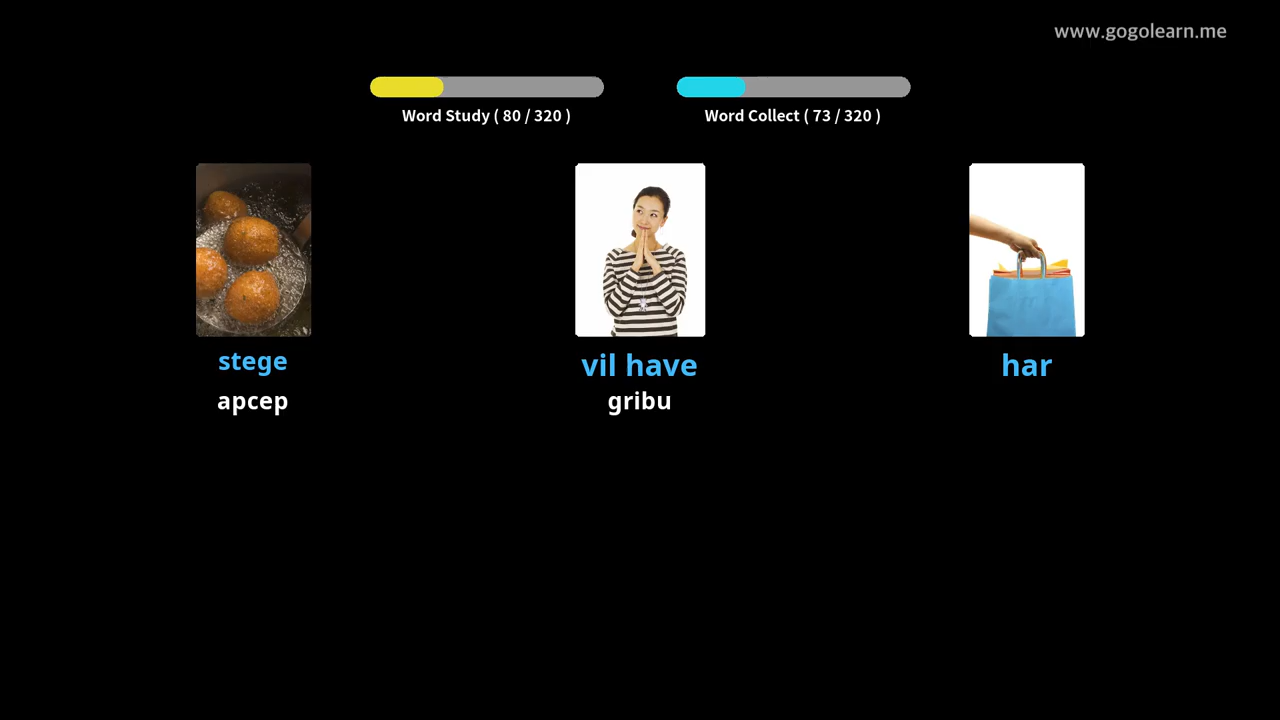 www.gogolearn.me
Word Study ( 80 / 320 )
Word Collect ( 73 / 320 )
stege
vil have
har
apcep
gribu